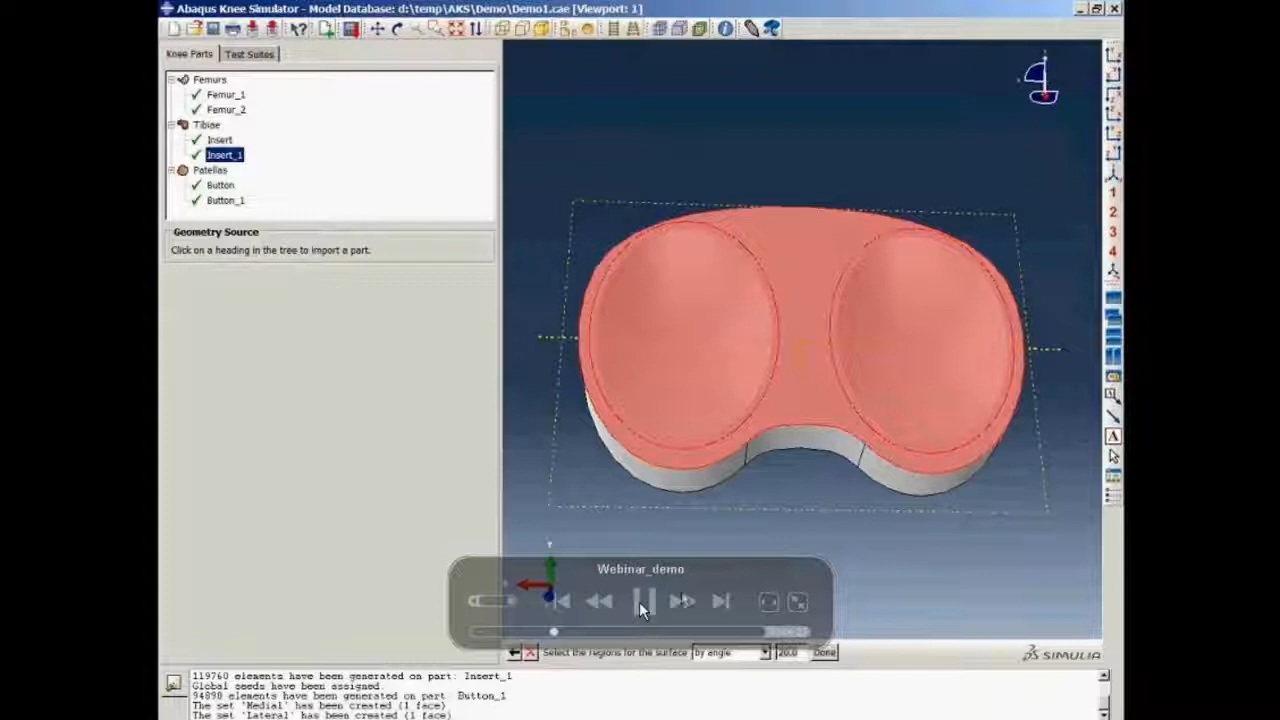 Abaqus Knee Simulator - Model Database: d:\temp\AKS\Demo\Demo1.cae [Viewport: 1]
Knee Parts Test Suites
Femurs
Femur_1
Femur_2
Tibiae
Insert
Insert_1
Patellas
Button
Button_1
Geometry Source
Click on a heading in the tree to import a part.
1
2
3
4
A
Y
Webinar_demo
Select the regions for the surface by angle 20.0 Done
SIMULIA
119760 elements have been generated on part: Insert_1
Global seeds have been assigned.
94890 elements have been generated on part: Button_1
The set 'Medial' has been created (1 face)
The set 'Lateral' has been created (1 face)